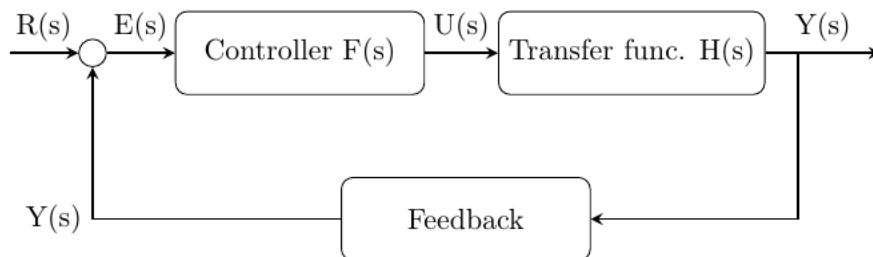 R(s)
E(s)
Controller F(s)
U(s)
Transfer func. H(s)
Y(s)
Y(s)
Feedback